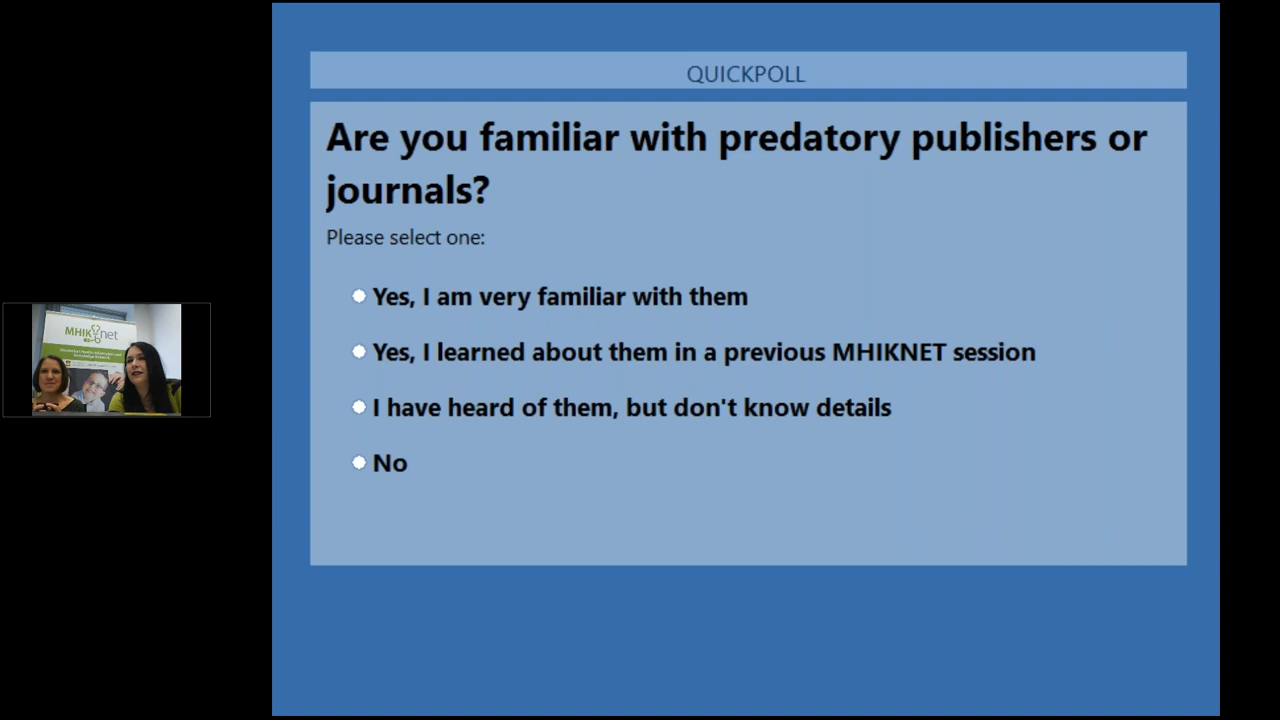 QUICKPOLL
Are you familiar with predatory publishers or
journals?
Please select one:
Yes, I am very familiar with them
Yes, I learned about them in a previous MHIKNET session
I have heard of them, but don't know details
No
MHIKnet